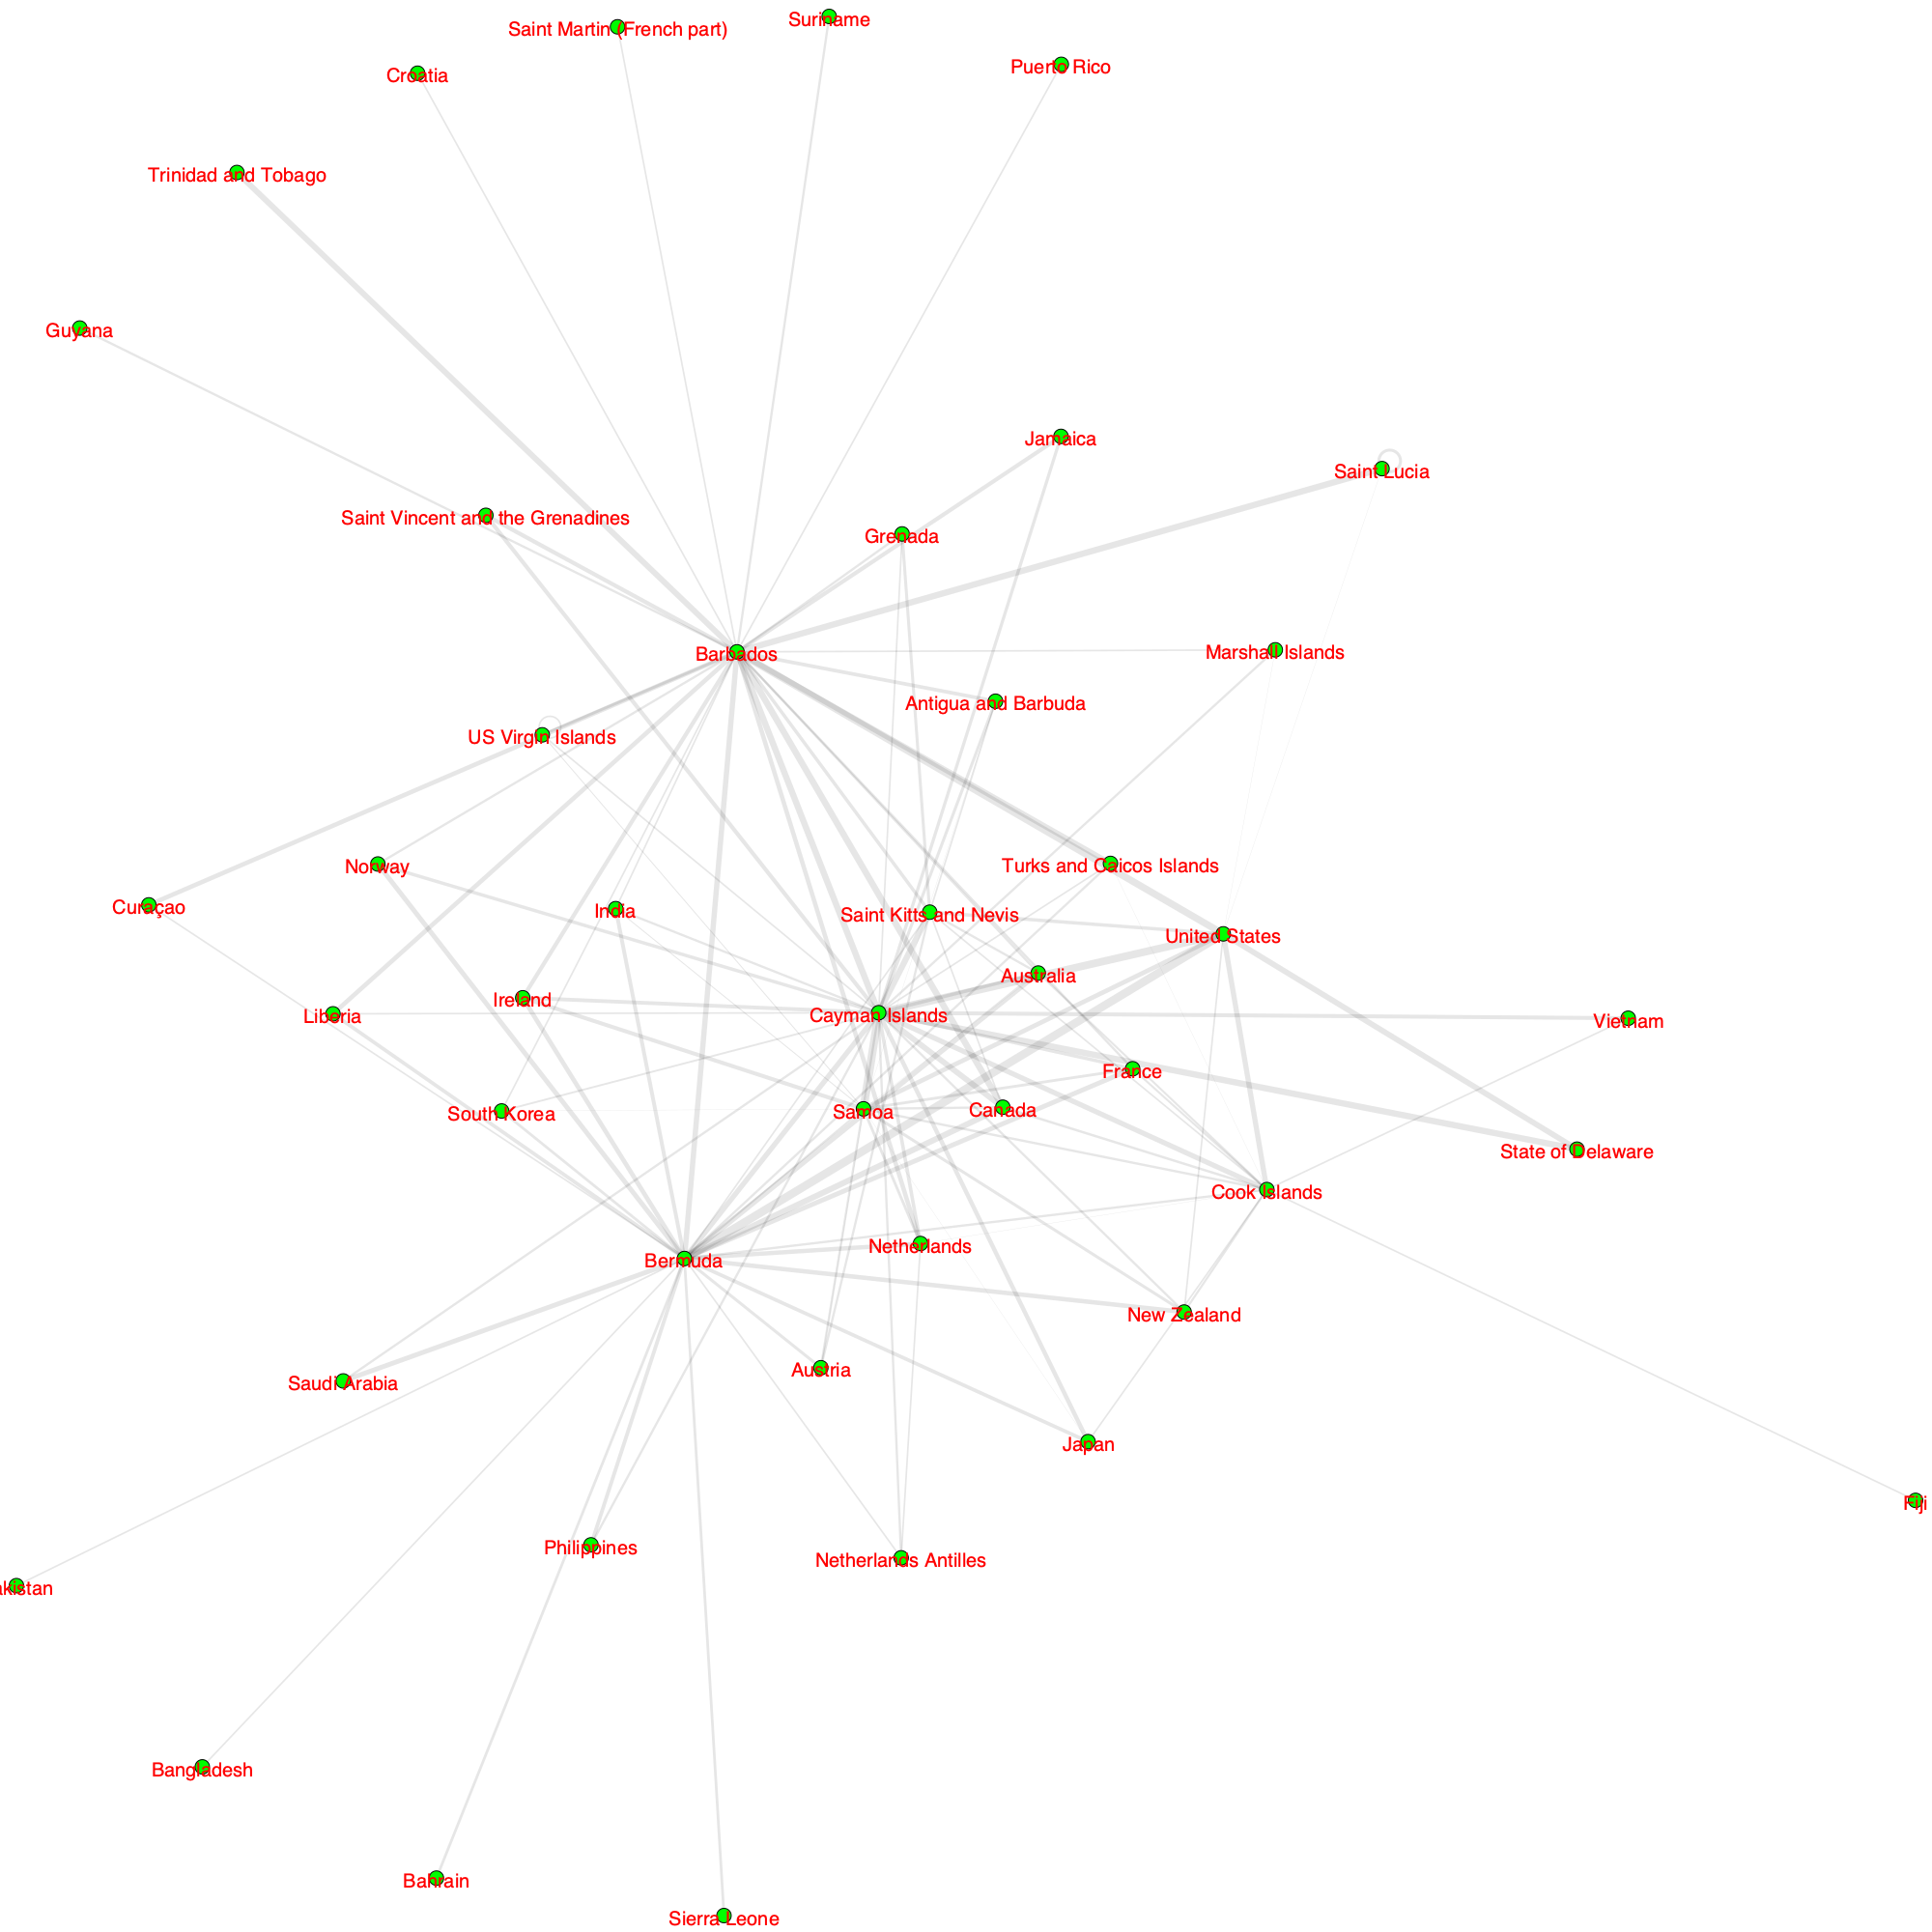 Suriname
Saint Martin (French part)
Puerto Rico
Croatia
Trinidad and Tobago
Guyana
Jamaica
Saint Lucia
Saint Vincent and the Grenadines
Grenada
Barbados
Marshall Islands
Antigua and Barbuda
US Virgin Islands
Turks and Caicos Islands
Norway
Curaçao
India
Saint Kitts and Nevis
United States
Australia
Ireland
Liberia
Cayman Islands
Vietnam
France
South Korea
Samoa
Canada
State of Delaware
Cook Islands
Netherlands
Bermuda
New Zealand
Austria
Saudi Arabia
Japan
Fiji
Philippines
Netherlands Antilles
akistan
Bangladesh
Bahrain
Sierra Leone